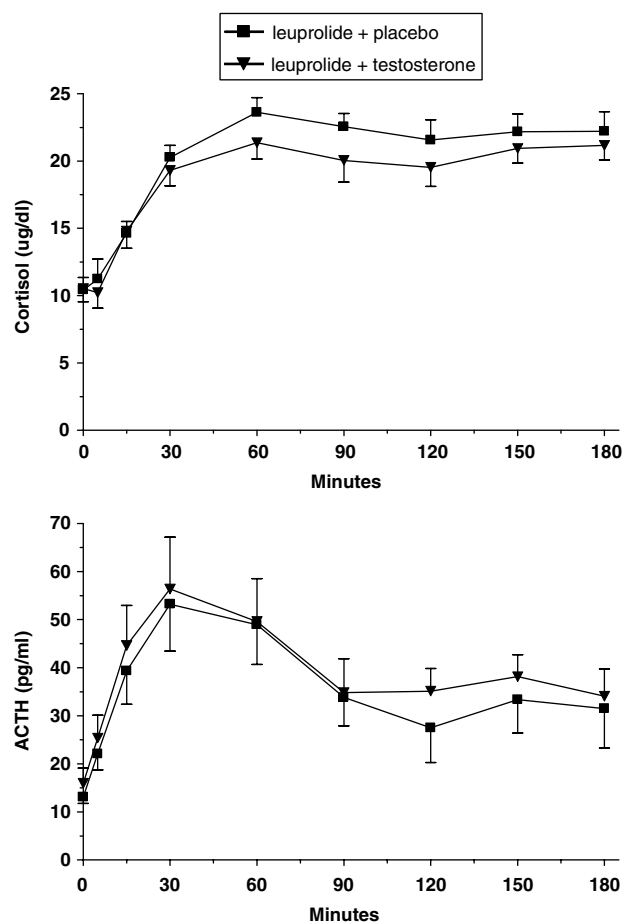 leuprolide + placebo
leuprolide + testosterone
25
20
15
10
5
0
Cortisol (ug/dl)
0 30 60 90 120 150 180
Minutes
70
60
50
40
30
20
10
0
ACTH (pg/ml)
0 30 60 90 120 150 180
Minutes